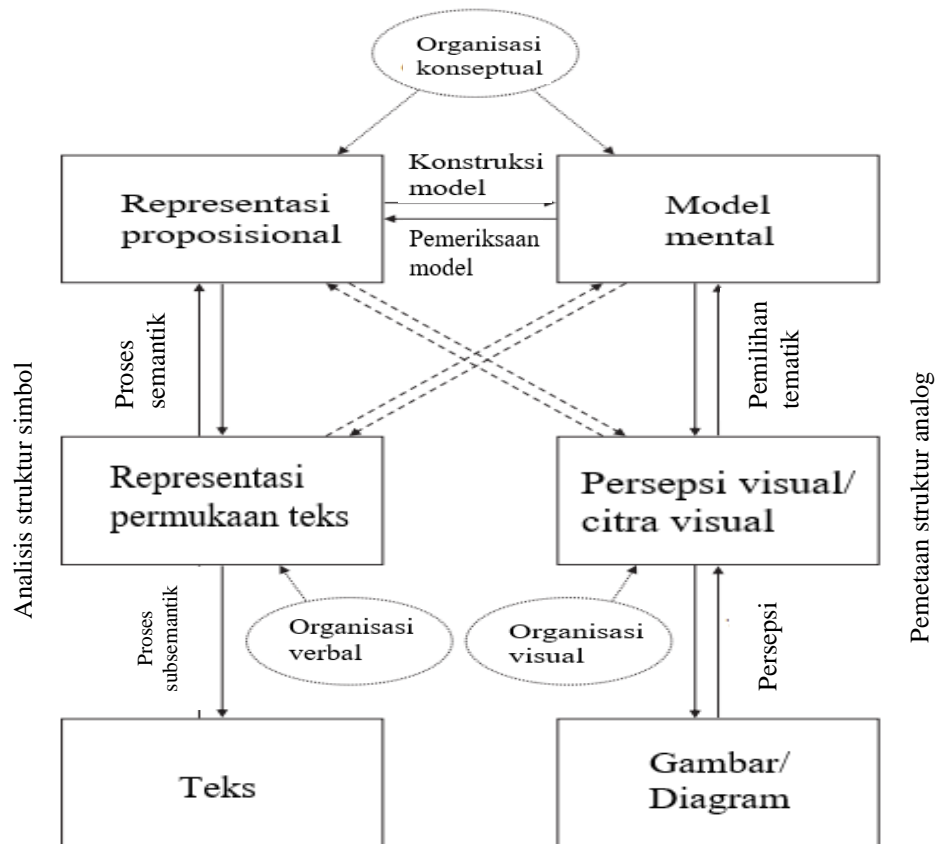 Organisasi
konseptual
Representasi
proposisional
Konstruksi
model
Pemeriksaan
model
Model
mental
Analisis struktur simbol
Proses
semantik
Pemilihan
tematik
Pemetaan struktur analog
Representasi
permukaan teks
Persepsi visual/
citra visual
Proses
subsemantik
Organisasi
verbal
Organisasi
visual
Persepsi
Teks
Gambar/
Diagram